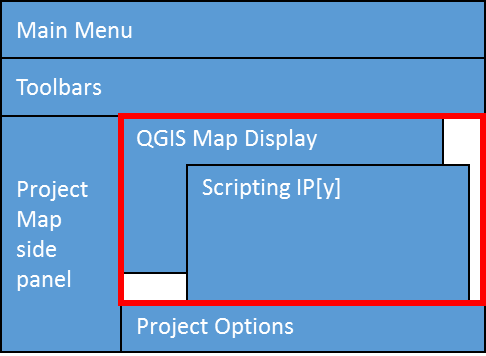 Main Menu
Toolbars
QGIS Map Display
Scripting IP[y]
Project
Map
side
panel
Project Options